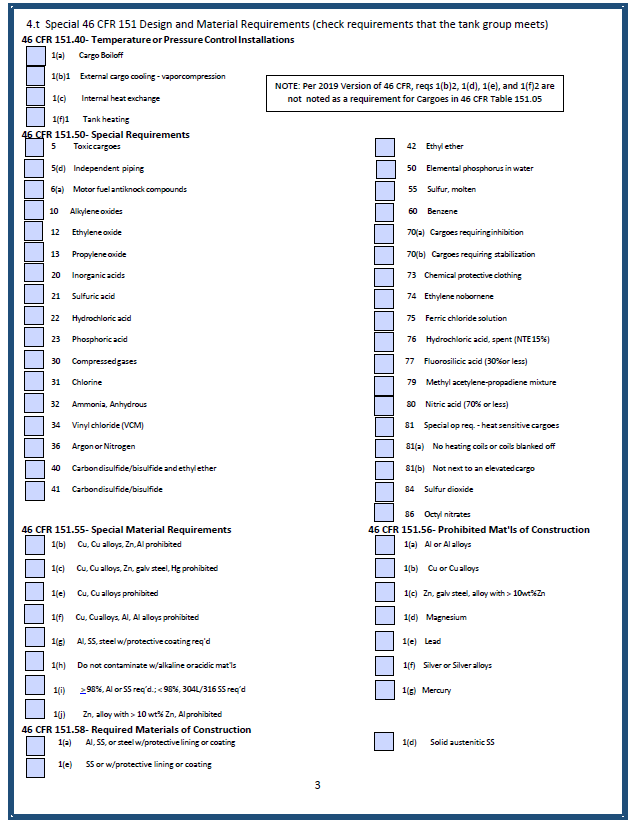 4.t Special 46 CFR 151 Design and Material Requirements (check requirements that the tank group meets)
46 CFR 151.40- Temperature or Pressure Control Installations
1(a) Cargo Boiloff
1(b)1 External cargo cooling - vapor compression
1(c) Internal heat exchange
1(f)1 Tank heating
NOTE: Per 2019 Version of 46 CFR, reqs 1(b)2, 1(d), 1(e), and 1(f)2 are
not noted as a requirement for Cargoes in 46 CFR Table 151.05
46 CFR 151.50- Special Requirements
5 Toxic cargoes
5(d) Independent piping
6(a) Motor fuel antiknock compounds
10 Alkylene oxides
12 Ethylene oxide
13 Propylene oxide
20 Inorganic acids
21 Sulfuric acid
22 Hydrochloric acid
23 Phosphoric acid
30 Compressed gases
31 Chlorine
32 Ammonia, Anhydrous
34 Vinyl chloride (VCM)
36 Argon or Nitrogen
40 Carbon disulfide/bisulfide and ethyl ether
41 Carbon disulfide/bisulfide
42 Ethyl ether
50 Elemental phosphorus in water
55 Sulfur, molten
60 Benzene
70(a) Cargoes requiring inhibition
70(b) Cargoes requiring stabilization
73 Chemical protective clothing
74 Ethylene nobornene
75 Ferric chloride solution
76 Hydrochloric acid, spent (NTE 15%)
77 Fluorosilicic acid (30% or less)
79 Methyl acetylene-propadiene mixture
80 Nitric acid (70% or less)
81 Special op req. - heat sensitive cargoes
81(a) No heating coils or coils blanked off
81(b) Not next to an elevated cargo
84 Sulfur dioxide
86 Octyl nitrates
46 CFR 151.55- Special Material Requirements
1(b) Cu, Cu alloys, Zn, Al prohibited
1(c) Cu, Cu alloys, Zn, galv steel, Hg prohibited
1(e) Cu, Cu alloys prohibited
1(f) Cu, Cu alloys, Al, Al alloys prohibited
1(g) Al, SS, steel w/protective coating req'd
1(h) Do not contaminate w/alkaline or acidic mat'ls
1(i) ≥98%, Al or SS req'd.; <98%, 304L/316 SS req'd
1(j) Zn, alloy with > 10 wt% Zn, Al prohibited
46 CFR 151.56- Prohibited Mat'ls of Construction
1(a) Al or Al alloys
1(b) Cu or Cu alloys
1(c) Zn, galv steel, alloy with > 10wt%Zn
1(d) Magnesium
1(e) Lead
1(f) Silver or Silver alloys
1(g) Mercury
46 CFR 151.58- Required Materials of Construction
1(a) Al, SS, or steel w/protective lining or coating
1(e) SS or w/protective lining or coating
1(d) Solid austenitic SS
3